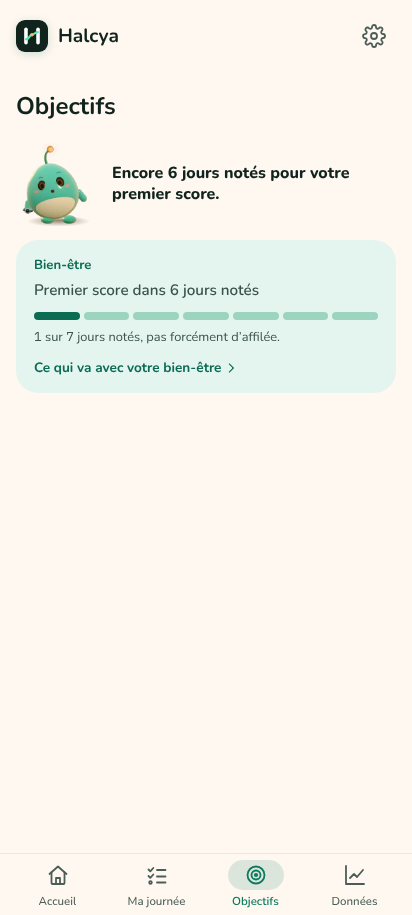 Halcya
Objectifs
Encore 6 jours notés pour votre
premier score.
Bien-être
Premier score dans 6 jours notés
1 sur 7 jours notés, pas forcément d’affilée.
Ce qui va avec votre bien-être
Accueil
Ma journée
Objectifs
Données